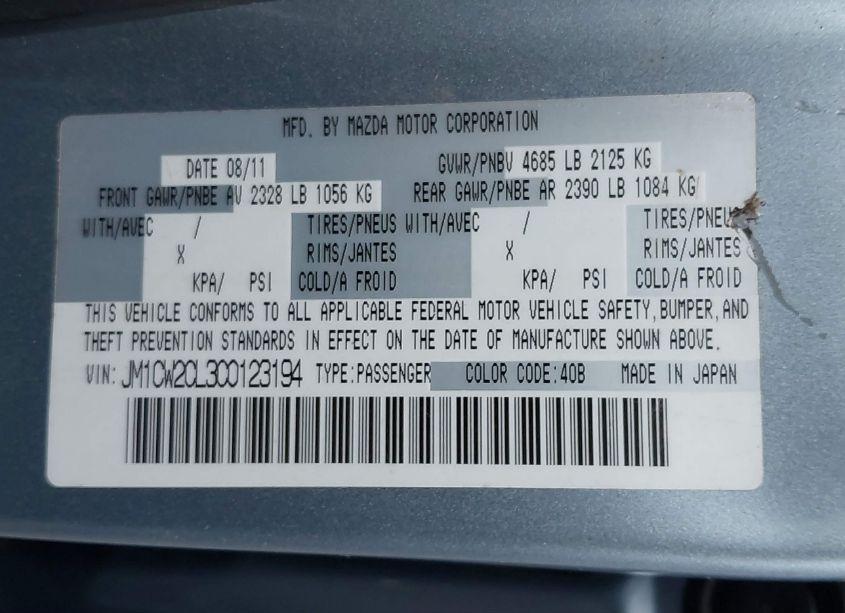 MFD. BY MAZDA MOTOR CORPORATION
DATE 08/11 GVWR/PNBV 4685 LB 2125 KG
FRONT GAWR/PNBE AV 2328 LB 1056 KG REAR GAWR/PNBE AR 2390 LB 1084 KG
WITH/AVEC / TIRES/PNEUS WITH/AVEC / TIRES/PNEUS
X RIMS/JANTES X RIMS/JANTES
KPA/ PSI COLD/A FROID KPA/ PSI COLD/A FROID
THIS VEHICLE CONFORMS TO ALL APPLICABLE FEDERAL MOTOR VEHICLE SAFETY,BUMPER,AND
THEFT PREVENTION STANDARDS IN EFFECT ON THE DATE OF MANUFACTURE SHOWN ABOVE.
VIN: JM1CW2CL3C0123194 TYPE:PASSENGER COLOR CODE:40B MADE IN JAPAN